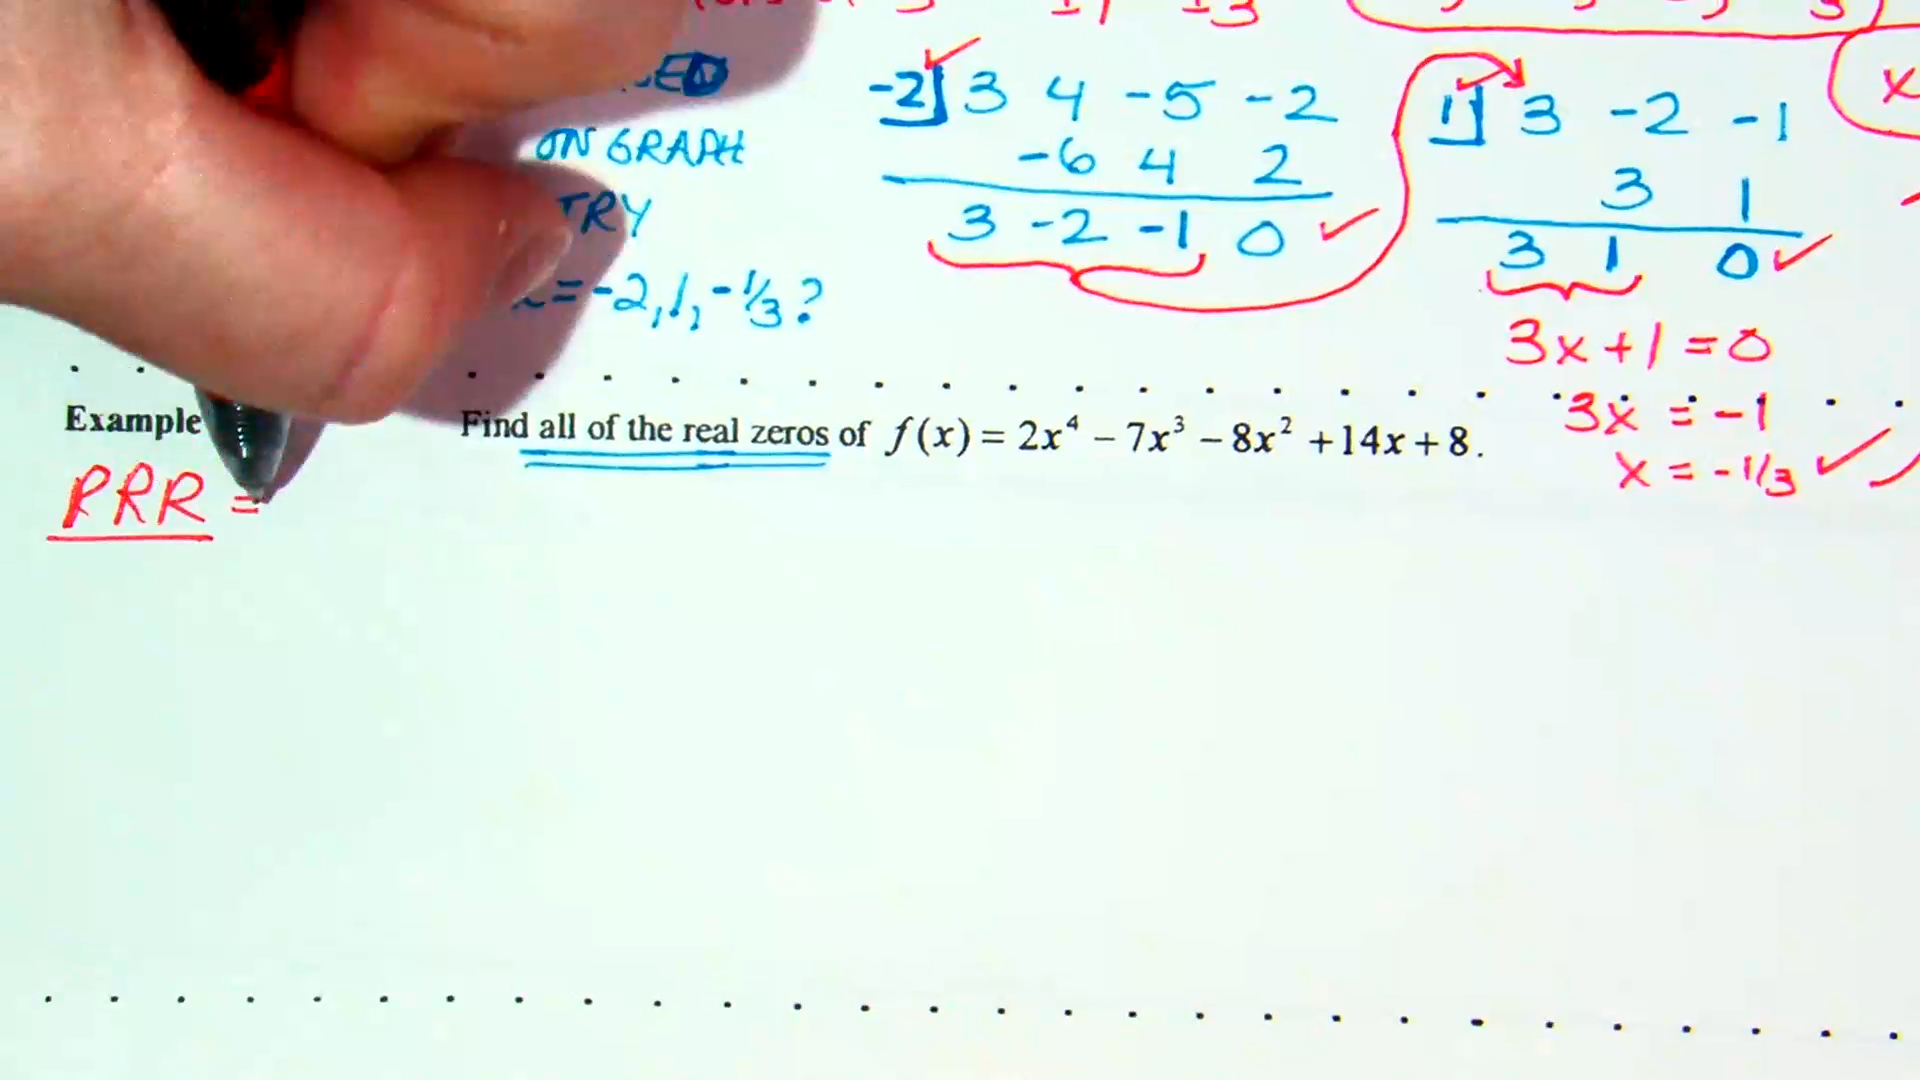 -2 3 4 -5 -2
1 3 -2 -1
ON GRAPH
-6 4 2
3 1
TRY
3 -2 -1 0
3 1 0
= -2, 1, -1/3?
3x + 1 = 0
3x = -1
x = -1/3
Example
Find all of the real zeros of f(x) = 2x⁴ – 7x³ – 8x² + 14x + 8.
PRR =